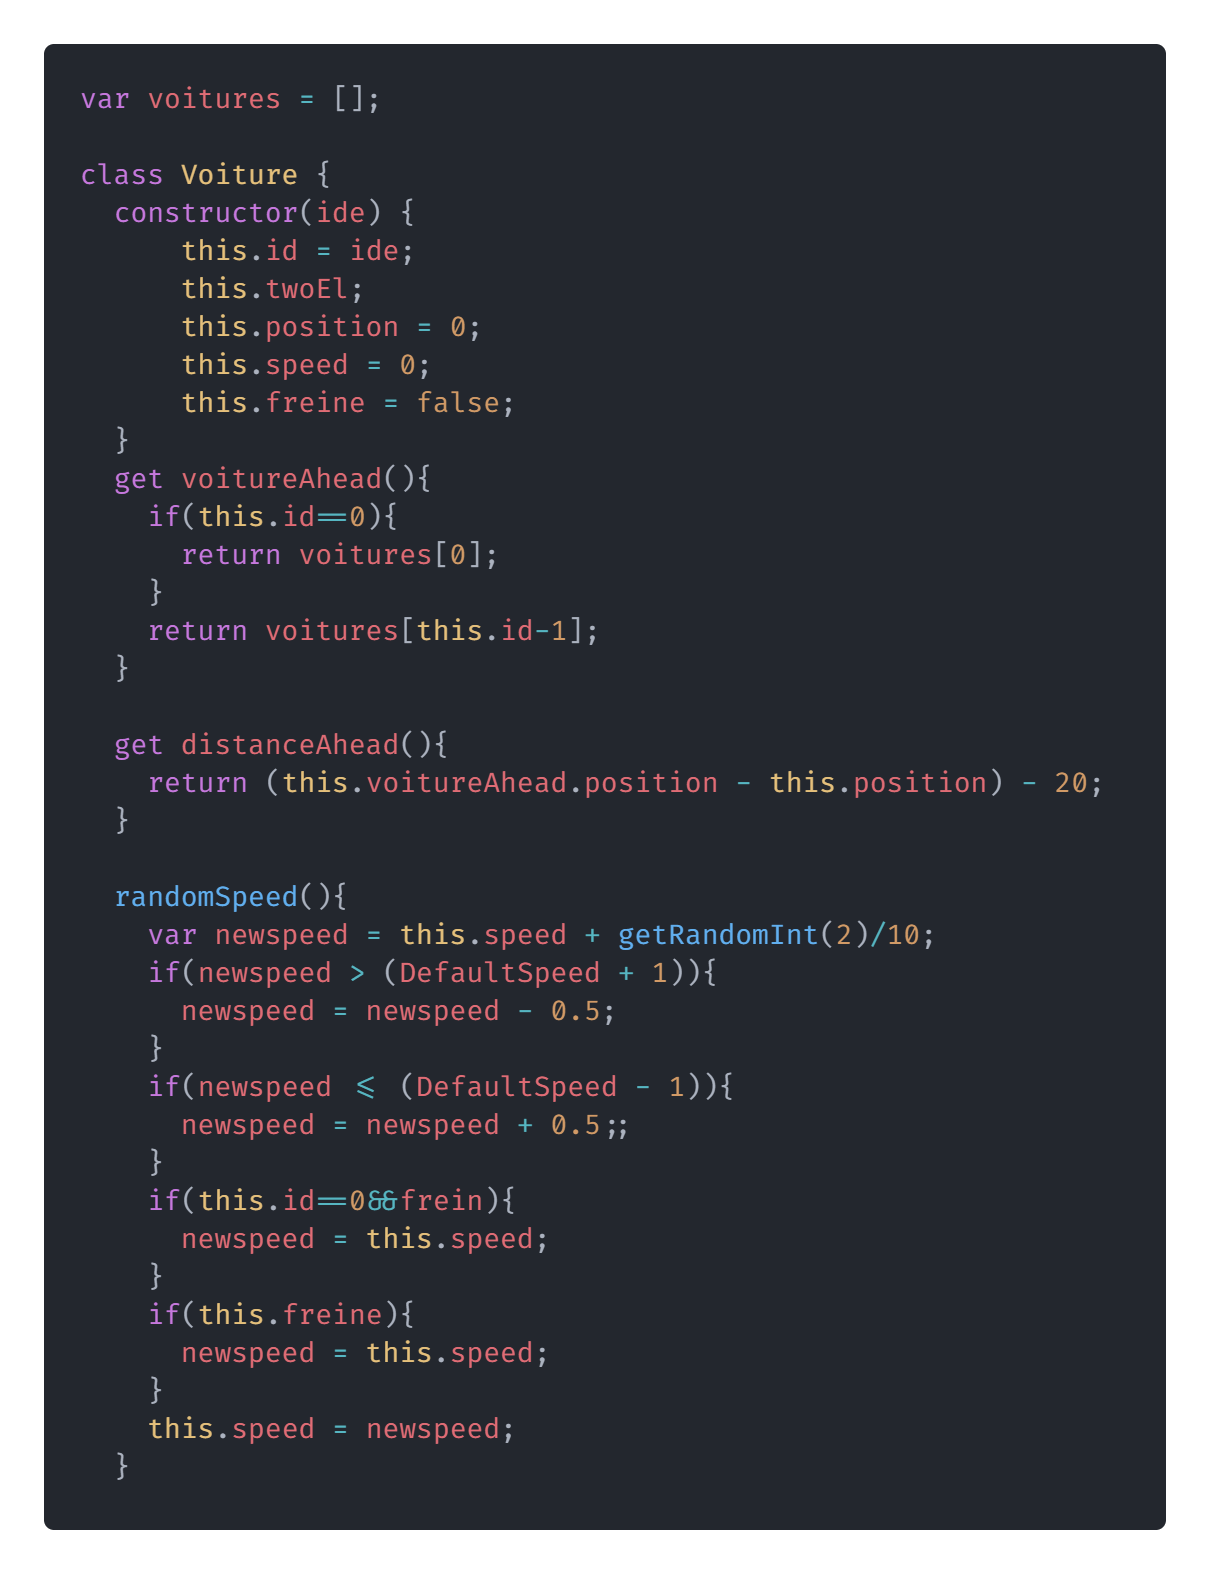 var voitures = [];

class Voiture {
  constructor(ide) {
      this.id = ide;
      this.twoEl;
      this.position = 0;
      this.speed = 0;
      this.freine = false;
  }
  get voitureAhead(){
    if(this.id==0){
      return voitures[0];
    }
    return voitures[this.id-1];
  }

  get distanceAhead(){
    return (this.voitureAhead.position - this.position) - 20;
  }

  randomSpeed(){
    var newspeed = this.speed + getRandomInt(2)/10;
    if(newspeed > (DefaultSpeed + 1)){
      newspeed = newspeed - 0.5;
    }
    if(newspeed <= (DefaultSpeed - 1)){
      newspeed = newspeed + 0.5;;
    }
    if(this.id==0&&frein){
      newspeed = this.speed;
    }
    if(this.freine){
      newspeed = this.speed;
    }
    this.speed = newspeed;
  }